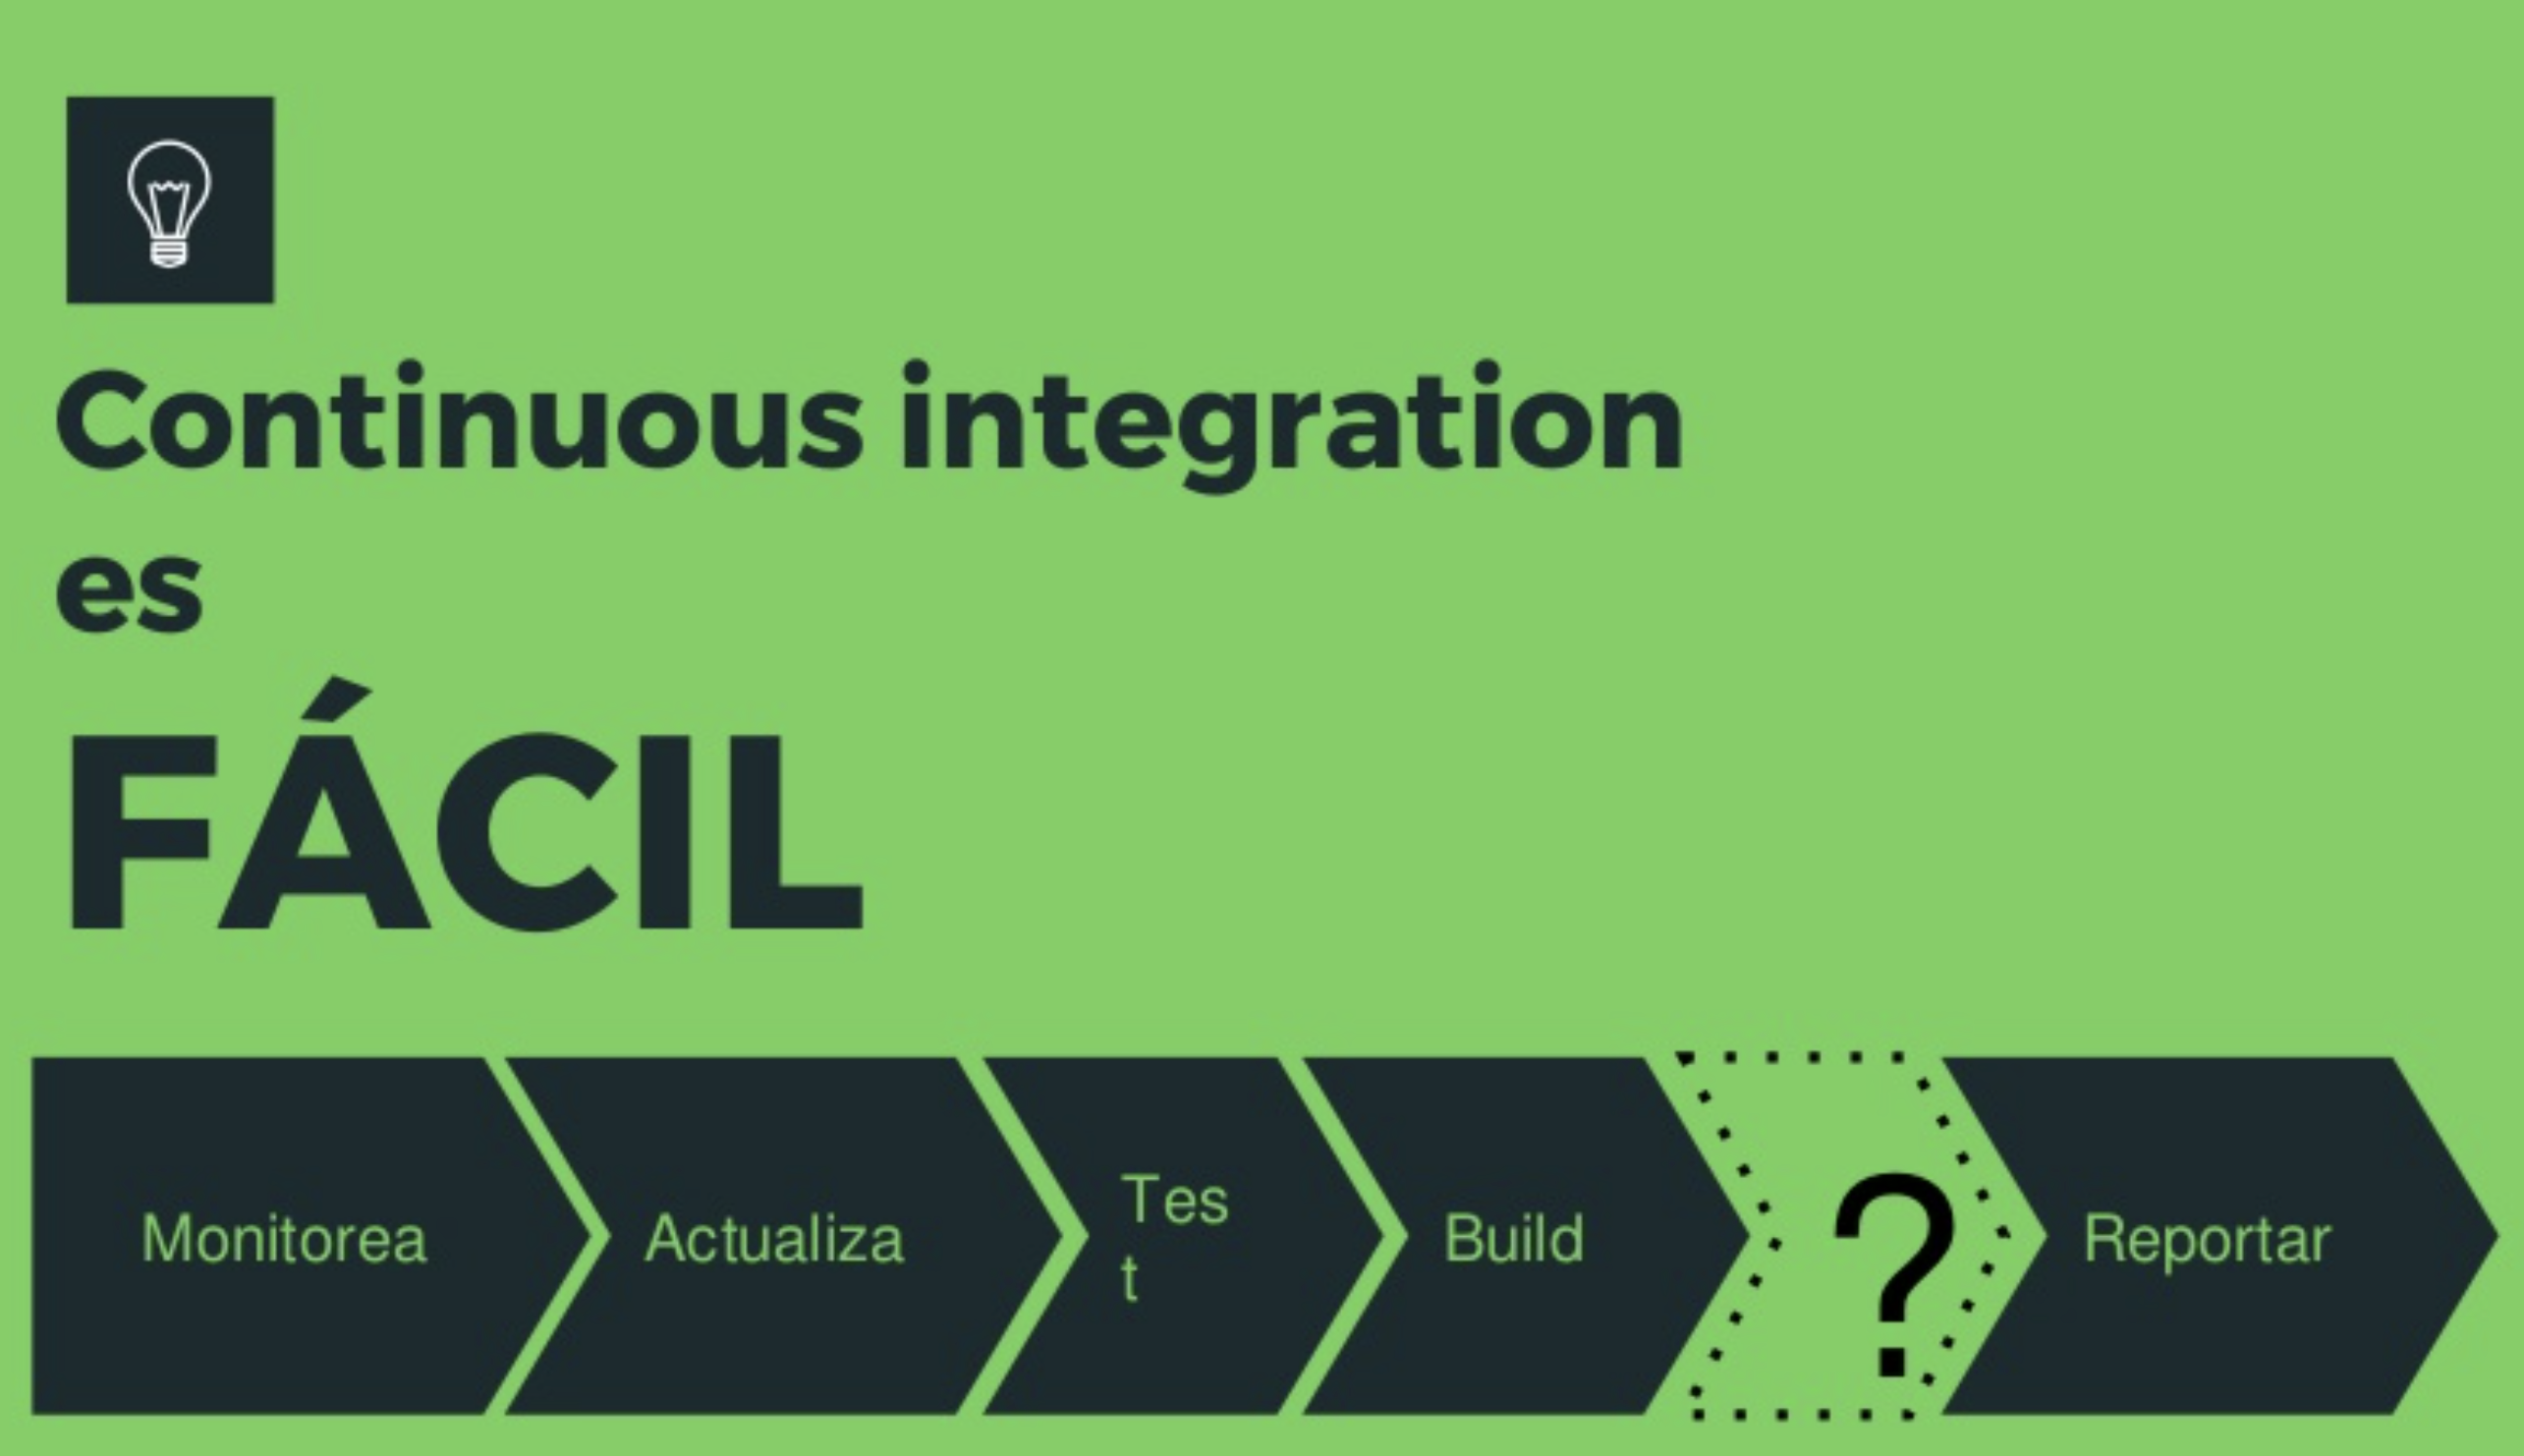 Continuous integration
es
FÁCIL
Monitorea
Actualiza
Tes
t
Build
?
Reportar